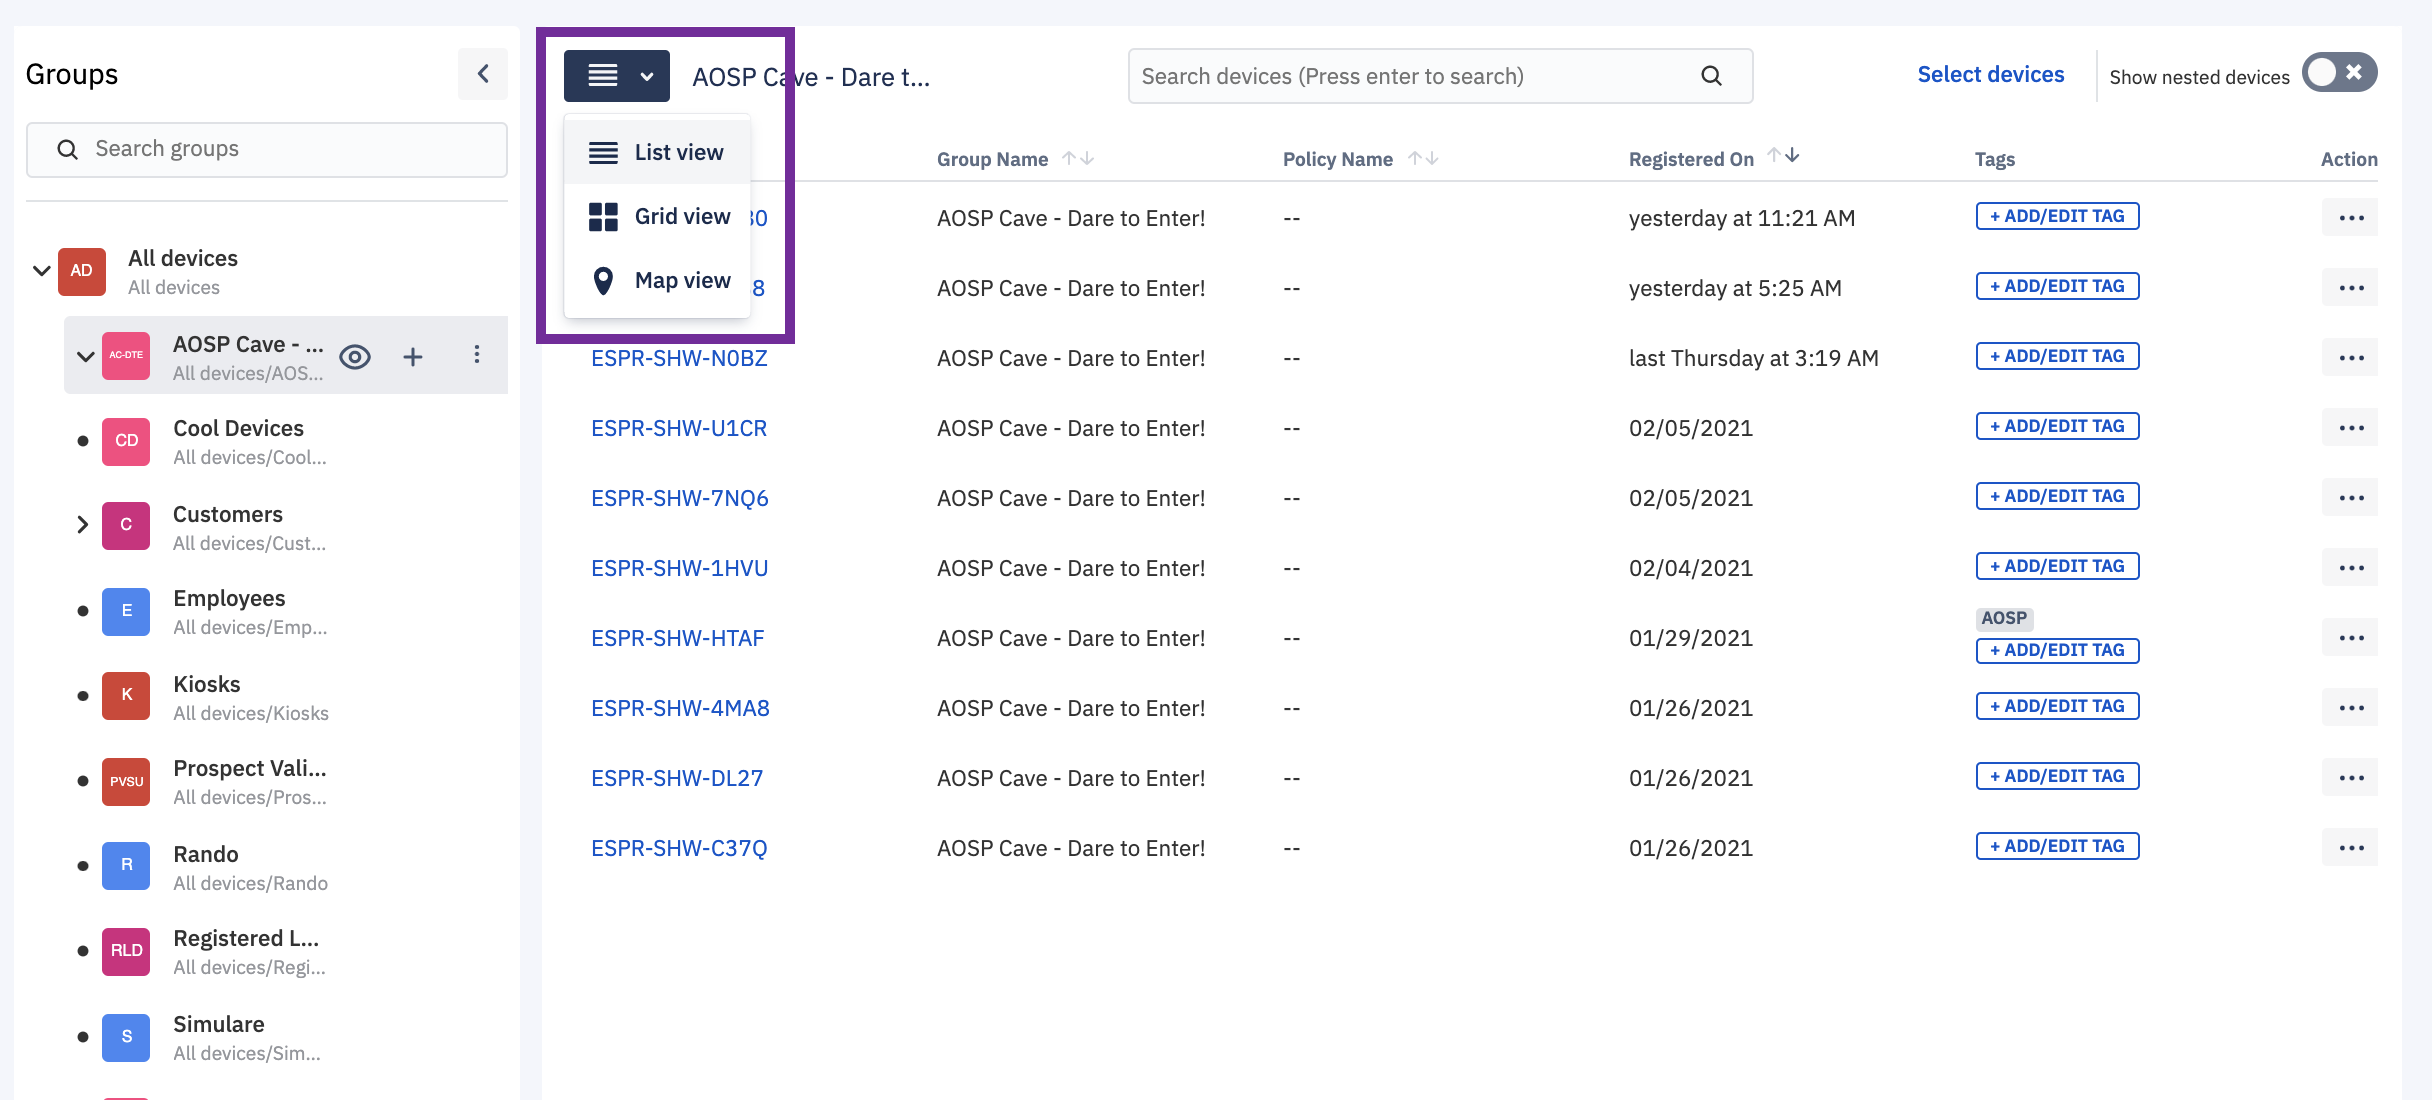 Groups
Search groups
AD
All devices
All devices
AC-DTE
AOSP Cave - ...
All devices/AOS...
CD
Cool Devices
All devices/Cool...
C
Customers
All devices/Cust...
E
Employees
All devices/Emp...
K
Kiosks
All devices/Kiosks
PVSU
Prospect Vali...
All devices/Pros...
R
Rando
All devices/Rando
RLD
Registered L...
All devices/Regi...
S
Simulare
All devices/Sim...
AOSP Cave - Dare t...
Search devices (Press enter to search)
Select devices
Show nested devices
List view
Grid view
Map view
Group Name Policy Name Registered On Tags Action
AOSP Cave - Dare to Enter! -- yesterday at 11:21 AM + ADD/EDIT TAG
8 AOSP Cave - Dare to Enter! -- yesterday at 5:25 AM + ADD/EDIT TAG
ESPR-SHW-N0BZ AOSP Cave - Dare to Enter! -- last Thursday at 3:19 AM + ADD/EDIT TAG
ESPR-SHW-U1CR AOSP Cave - Dare to Enter! -- 02/05/2021 + ADD/EDIT TAG
ESPR-SHW-7NQ6 AOSP Cave - Dare to Enter! -- 02/05/2021 + ADD/EDIT TAG
ESPR-SHW-1HVU AOSP Cave - Dare to Enter! -- 02/04/2021 + ADD/EDIT TAG
AOSP
ESPR-SHW-HTAF AOSP Cave - Dare to Enter! -- 01/29/2021 + ADD/EDIT TAG
ESPR-SHW-4MA8 AOSP Cave - Dare to Enter! -- 01/26/2021 + ADD/EDIT TAG
ESPR-SHW-DL27 AOSP Cave - Dare to Enter! -- 01/26/2021 + ADD/EDIT TAG
ESPR-SHW-C37Q AOSP Cave - Dare to Enter! -- 01/26/2021 + ADD/EDIT TAG